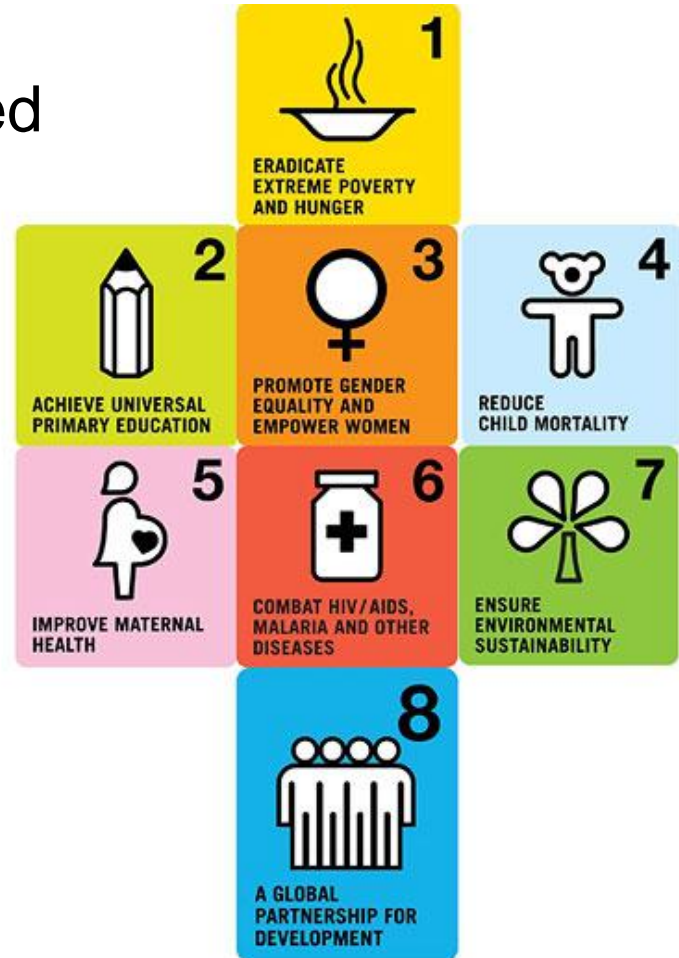 1
ed
ERADICATE
EXTREME POVERTY
AND HUNGER
2
ACHIEVE UNIVERSAL
PRIMARY EDUCATION
3
PROMOTE GENDER
EQUALITY AND
EMPOWER WOMEN
4
REDUCE
CHILD MORTALITY
5
IMPROVE MATERNAL
HEALTH
6
COMBAT HIV/AIDS,
MALARIA AND OTHER
DISEASES
7
ENSURE
ENVIRONMENTAL
SUSTAINABILITY
8
A GLOBAL
PARTNERSHIP FOR
DEVELOPMENT